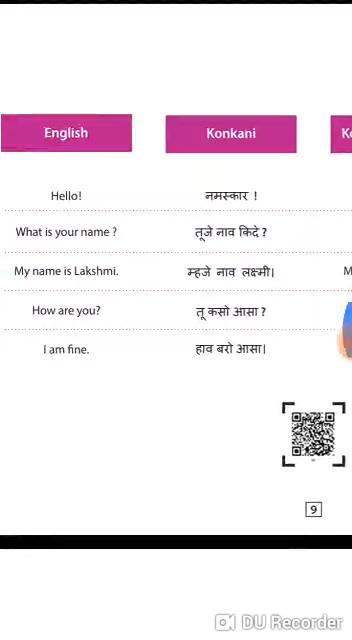 English Konkani K
Hello! नमस्कार !
What is your name ? तूजे नाव किदे ?
My name is Lakshmi. म्हजे नाव लक्ष्मी। M
How are you? तू कसो आसा ?
I am fine. हाव बरो आसा।
9
DU Recorder